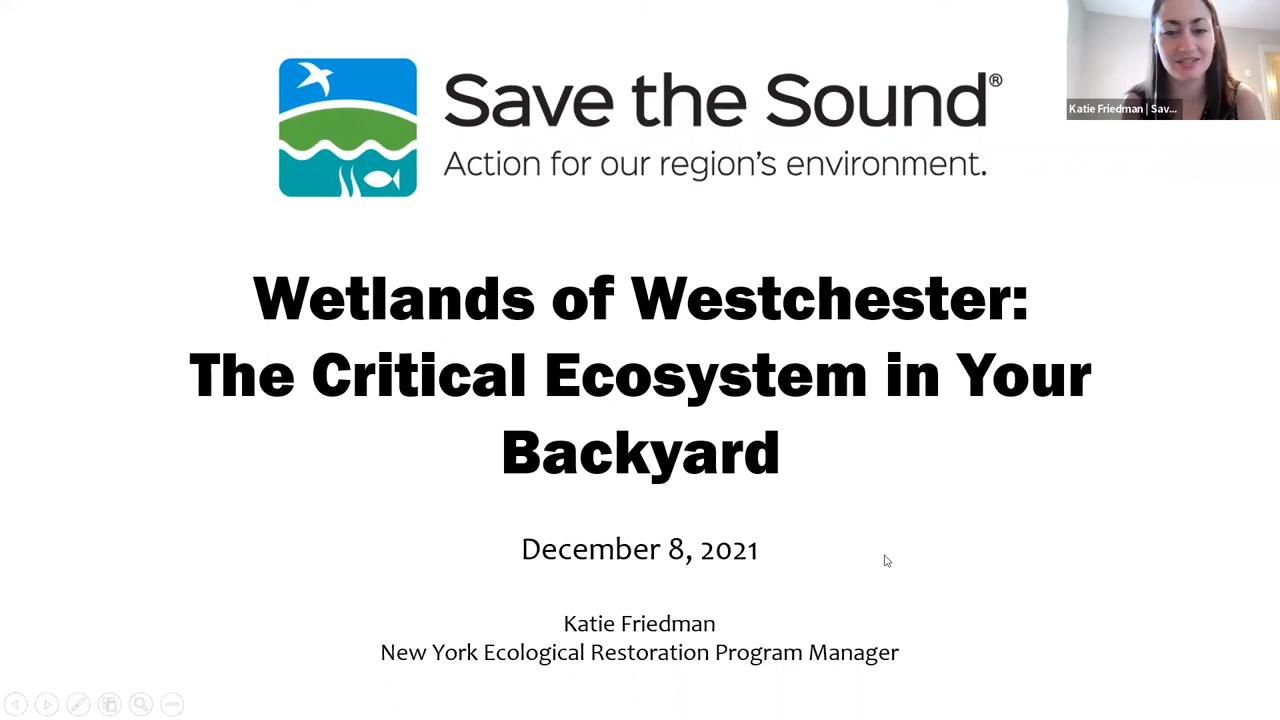 Save the Sound®
Action for our region's environment.
Katie Friedman | Sav...
Wetlands of Westchester:
The Critical Ecosystem in Your
Backyard
December 8, 2021
Katie Friedman
New York Ecological Restoration Program Manager